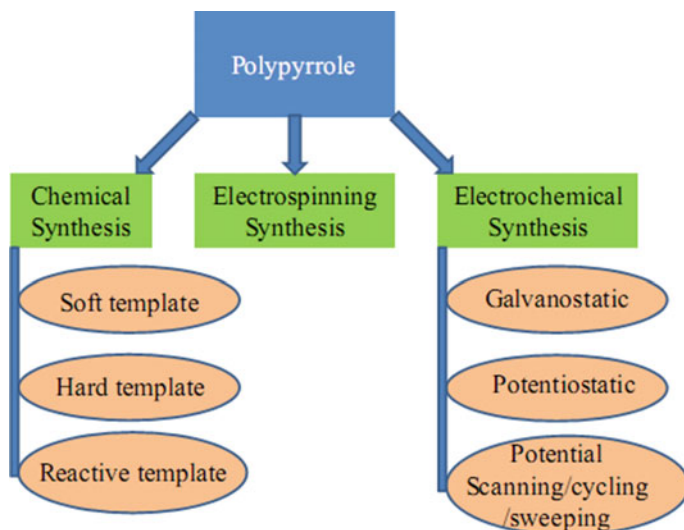 Polypyrrole
Chemical
Synthesis
Electrospinning
Synthesis
Electrochemical
Synthesis
Soft template
Hard template
Reactive template
Galvanostatic
Potentiostatic
Potential
Scanning/cycling
/sweeping